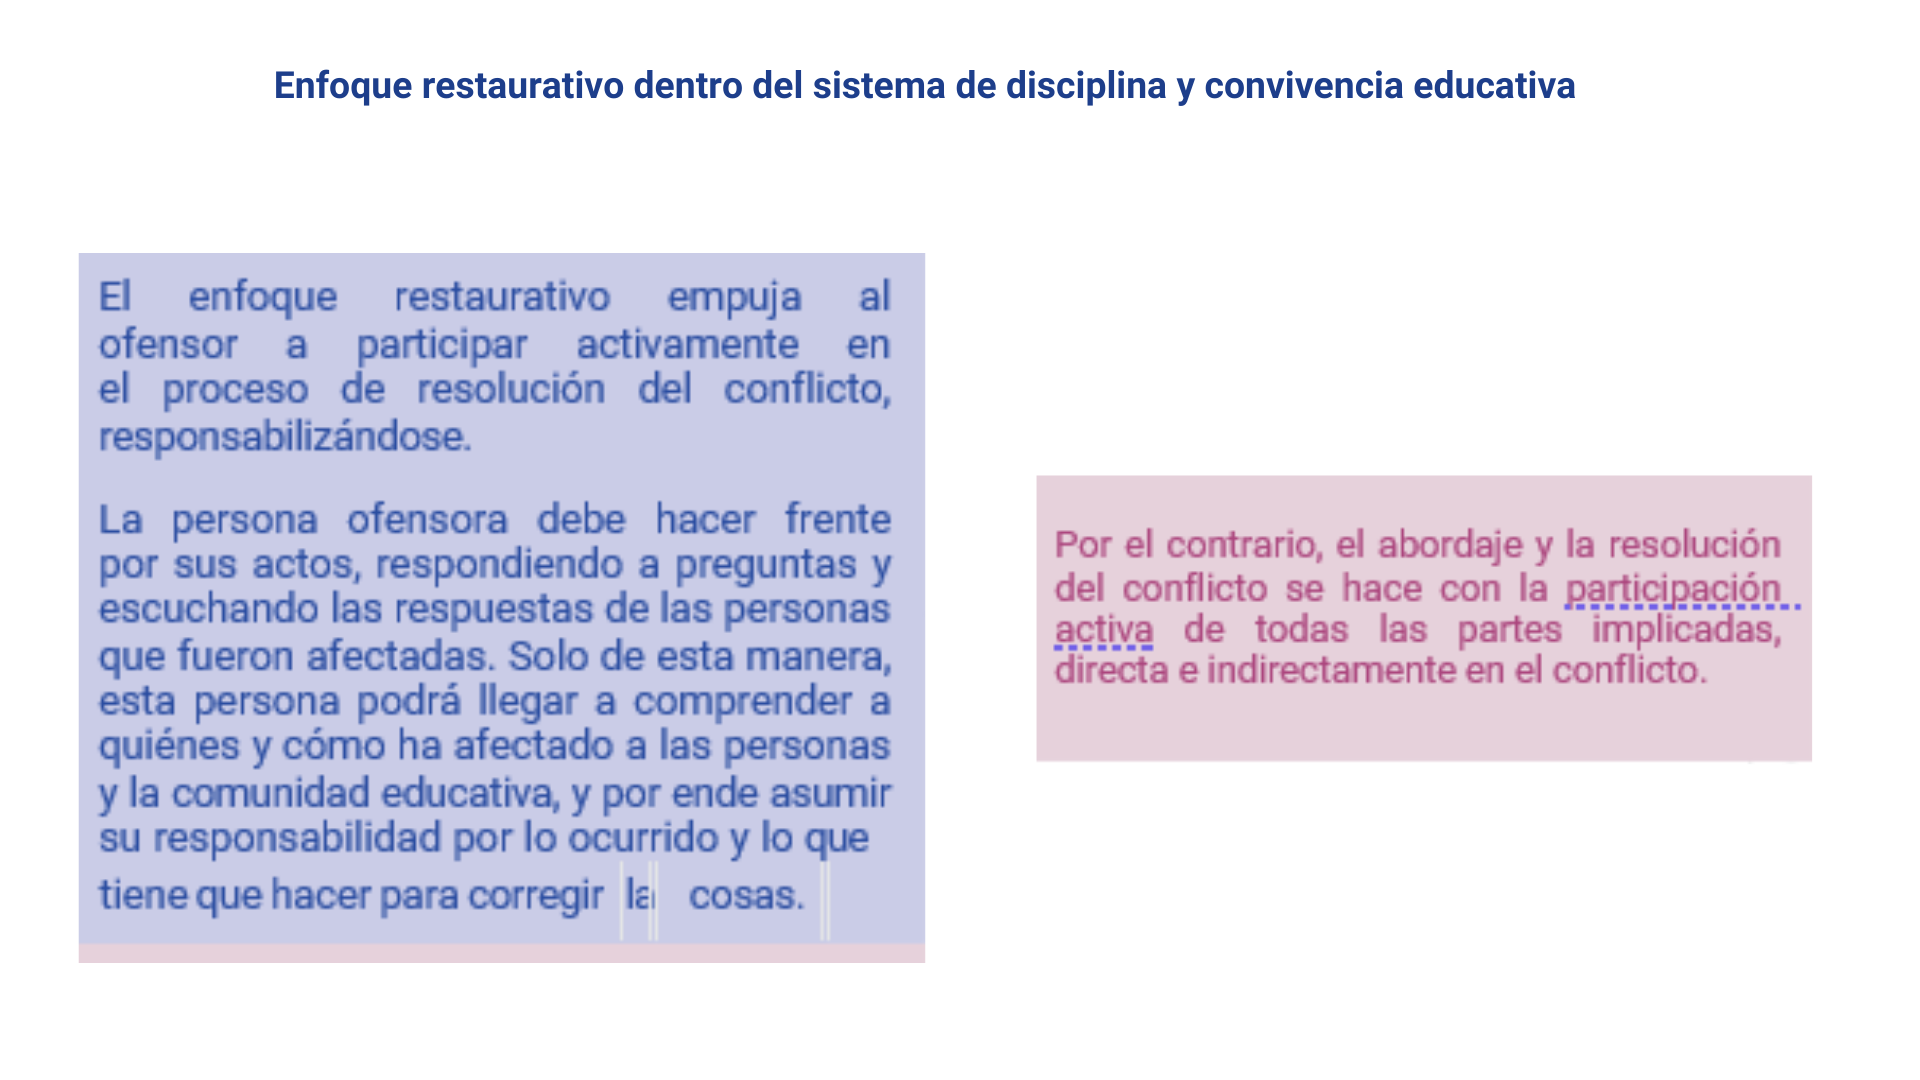 Enfoque restaurativo dentro del sistema de disciplina y convivencia educativa
El enfoque restaurativo empuja al
ofensor a participar activamente en
el proceso de resolución del conflicto,
responsabilizándose.
La persona ofensora debe hacer frente
por sus actos, respondiendo a preguntas y
escuchando las respuestas de las personas
que fueron afectadas. Solo de esta manera,
esta persona podrá llegar a comprender a
quiénes y cómo ha afectado a las personas
y la comunidad educativa, y por ende asumir
su responsabilidad por lo ocurrido y lo que
tiene que hacer para corregir la cosas.
Por el contrario, el abordaje y la resolución
del conflicto se hace con la participación
activa de todas las partes implicadas,
directa e indirectamente en el conflicto.